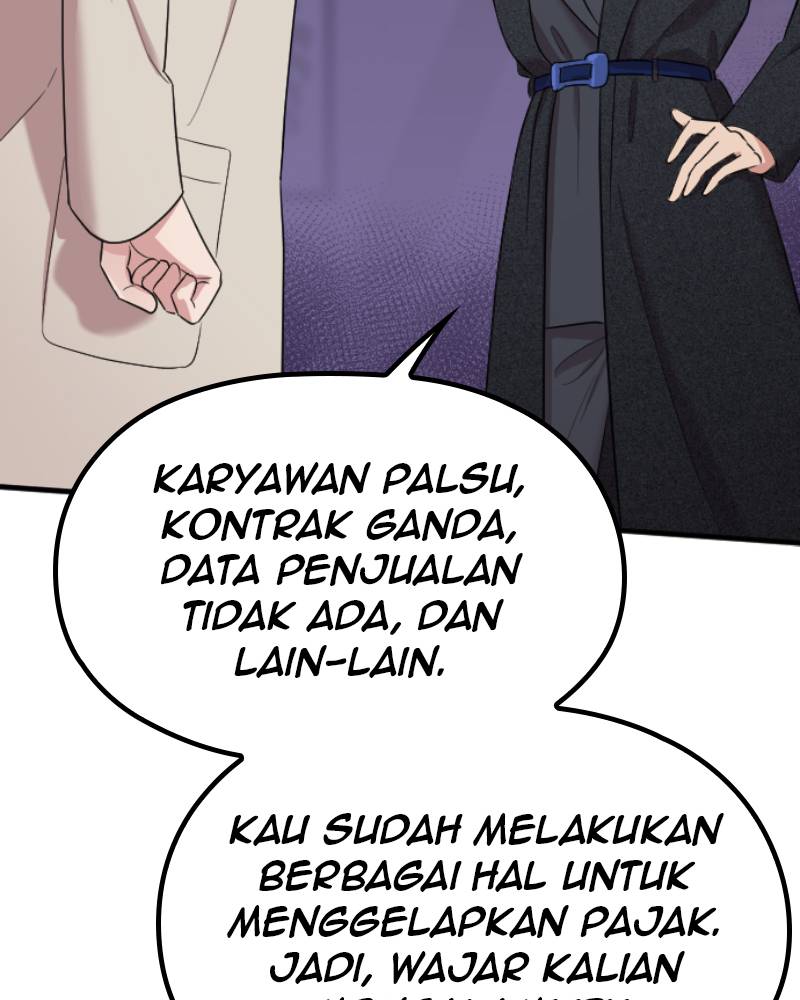 KARYAWAN PALSU,
KONTRAK GANDA,
DATA PENJUALAN
TIDAK ADA, DAN
LAIN-LAIN.
KAU SUDAH MELAKUKAN
BERBAGAI HAL UNTUK
MENGGELAPKAN PAJAK.
JADI, WAJAR KALIAN